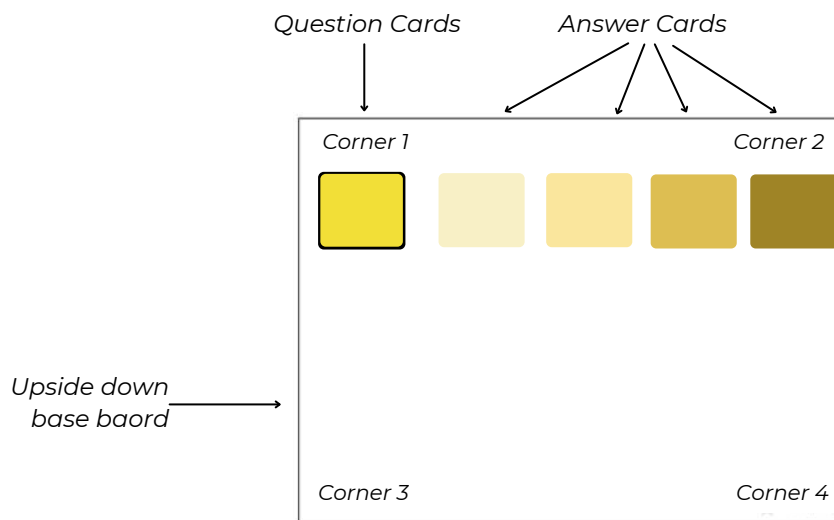 Question Cards
Answer Cards
Corner 1
Corner 2
Upside down
base baord
Corner 3
Corner 4